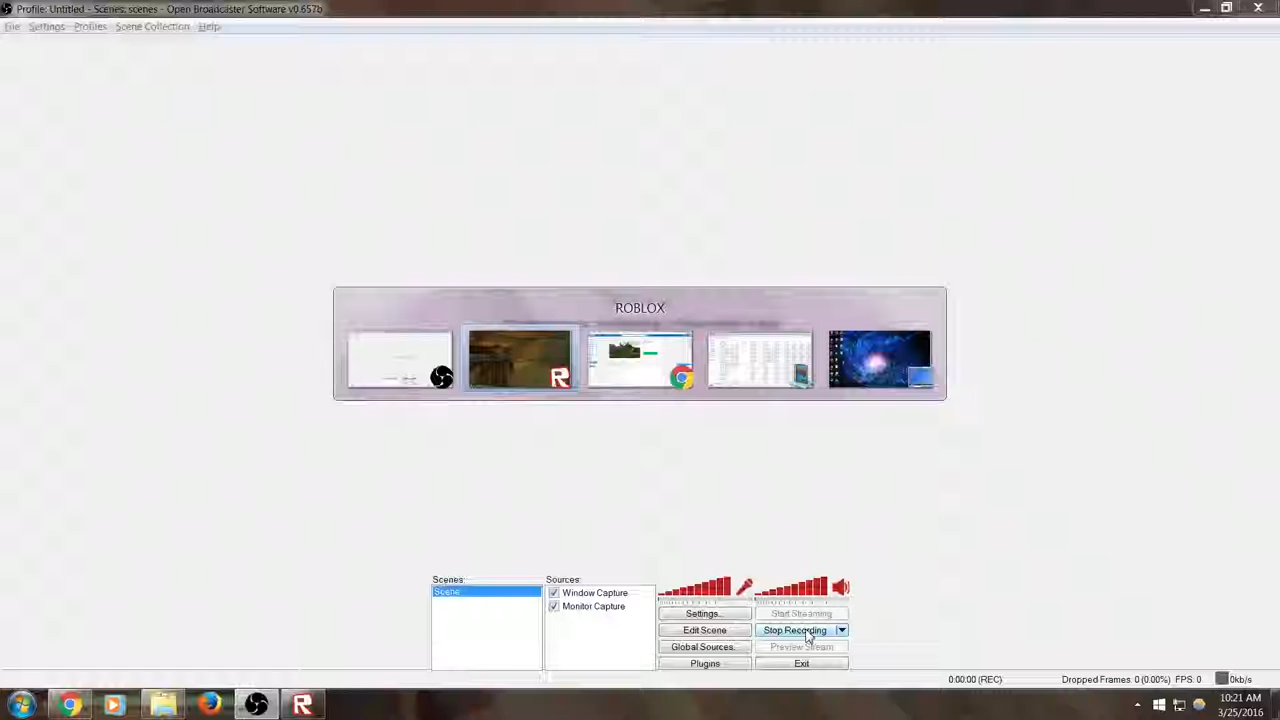 Profile: Untitled - Scenes: scenes - Open Broadcaster Software v0.657b
File Settings Profiles Scene Collection Help
ROBLOX
Scenes: Sources:
Scene
Window Capture
Monitor Capture
Settings... Start Streaming
Edit Scene Stop Recording
Global Sources... Preview Stream
Plugins Exit
0:00:00 (REC) Dropped Frames: 0 (0.00%) FPS: 0 0kb/s
10:21 AM
3/25/2016